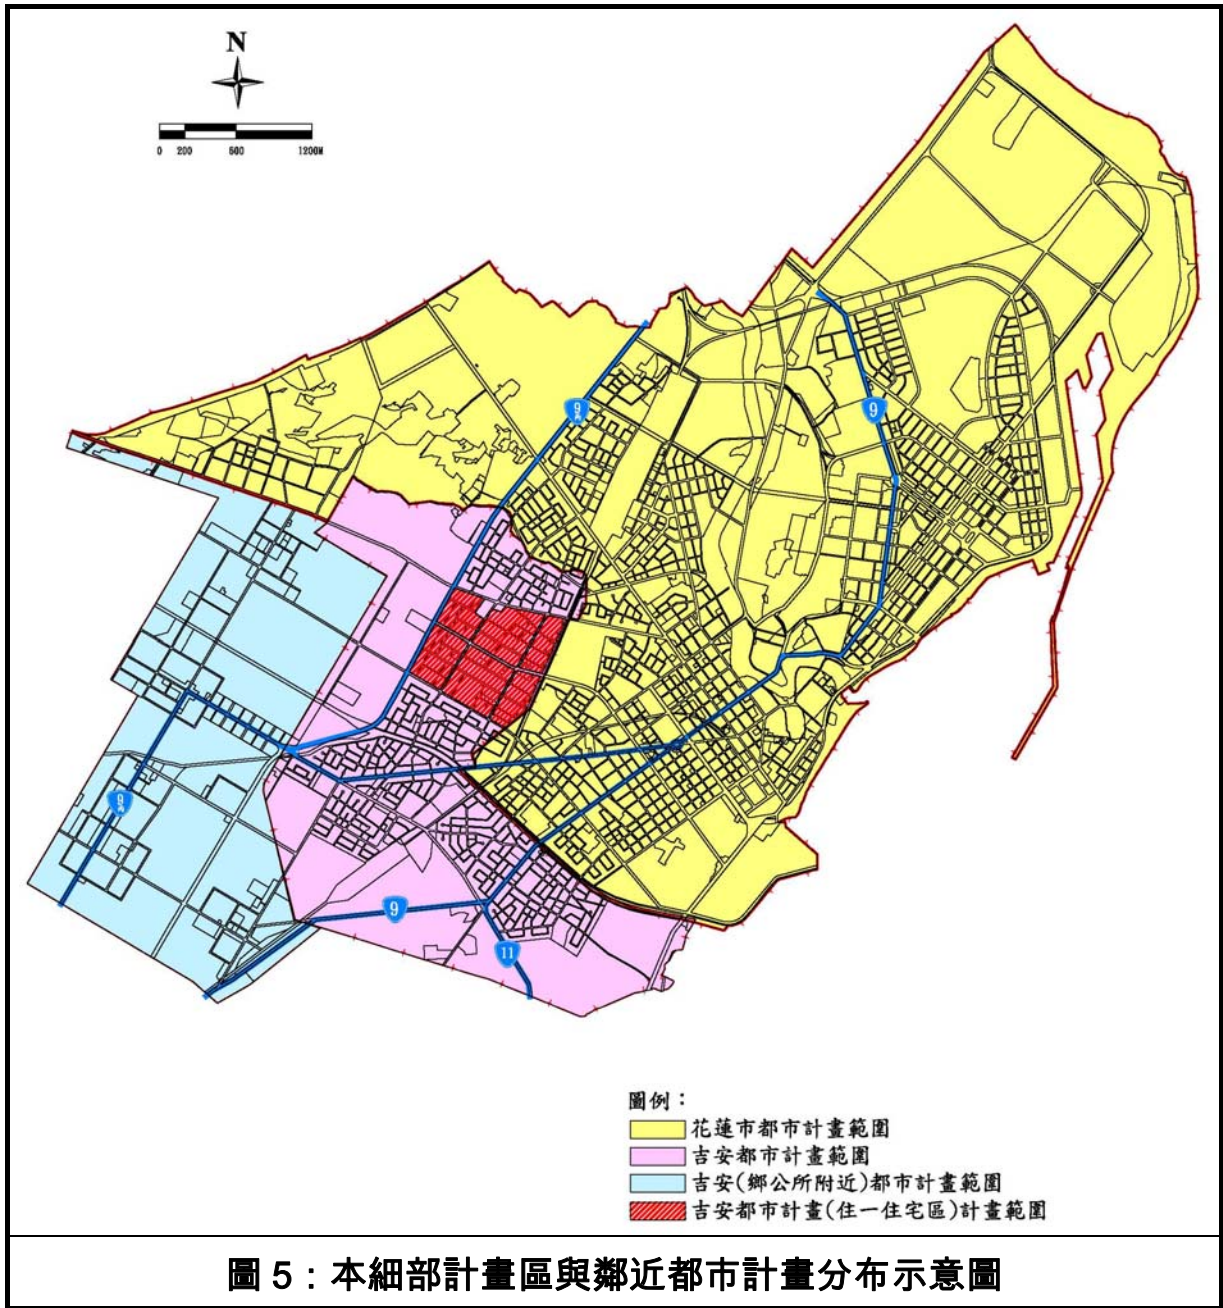 N
0 200 600 1200M
9
9
9
11
圖例：
花蓮市都市計畫範圍
吉安都市計畫範圍
吉安(鄉公所附近)都市計畫範圍
吉安都市計畫(住一住宅區)計畫範圍
圖 5：本細部計畫區與鄰近都市計畫分布示意圖